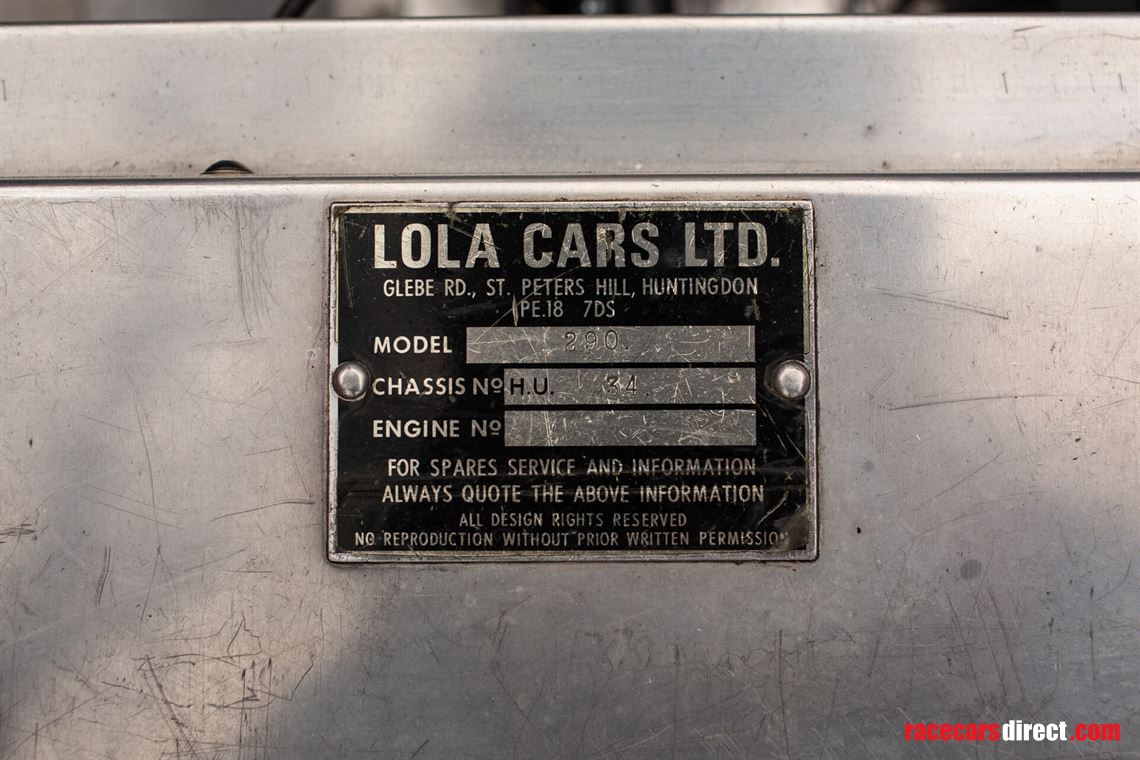 LOLA CARS LTD.
GLEBE RD., ST. PETERS HILL, HUNTINGDON
PE.18 7DS
MODEL 290.
CHASSIS Nº H.U. 34.
ENGINE Nº
FOR SPARES SERVICE AND INFORMATION
ALWAYS QUOTE THE ABOVE INFORMATION
ALL DESIGN RIGHTS RESERVED
NO REPRODUCTION WITHOUT PRIOR WRITTEN PERMISSION
racecarsdirect.com